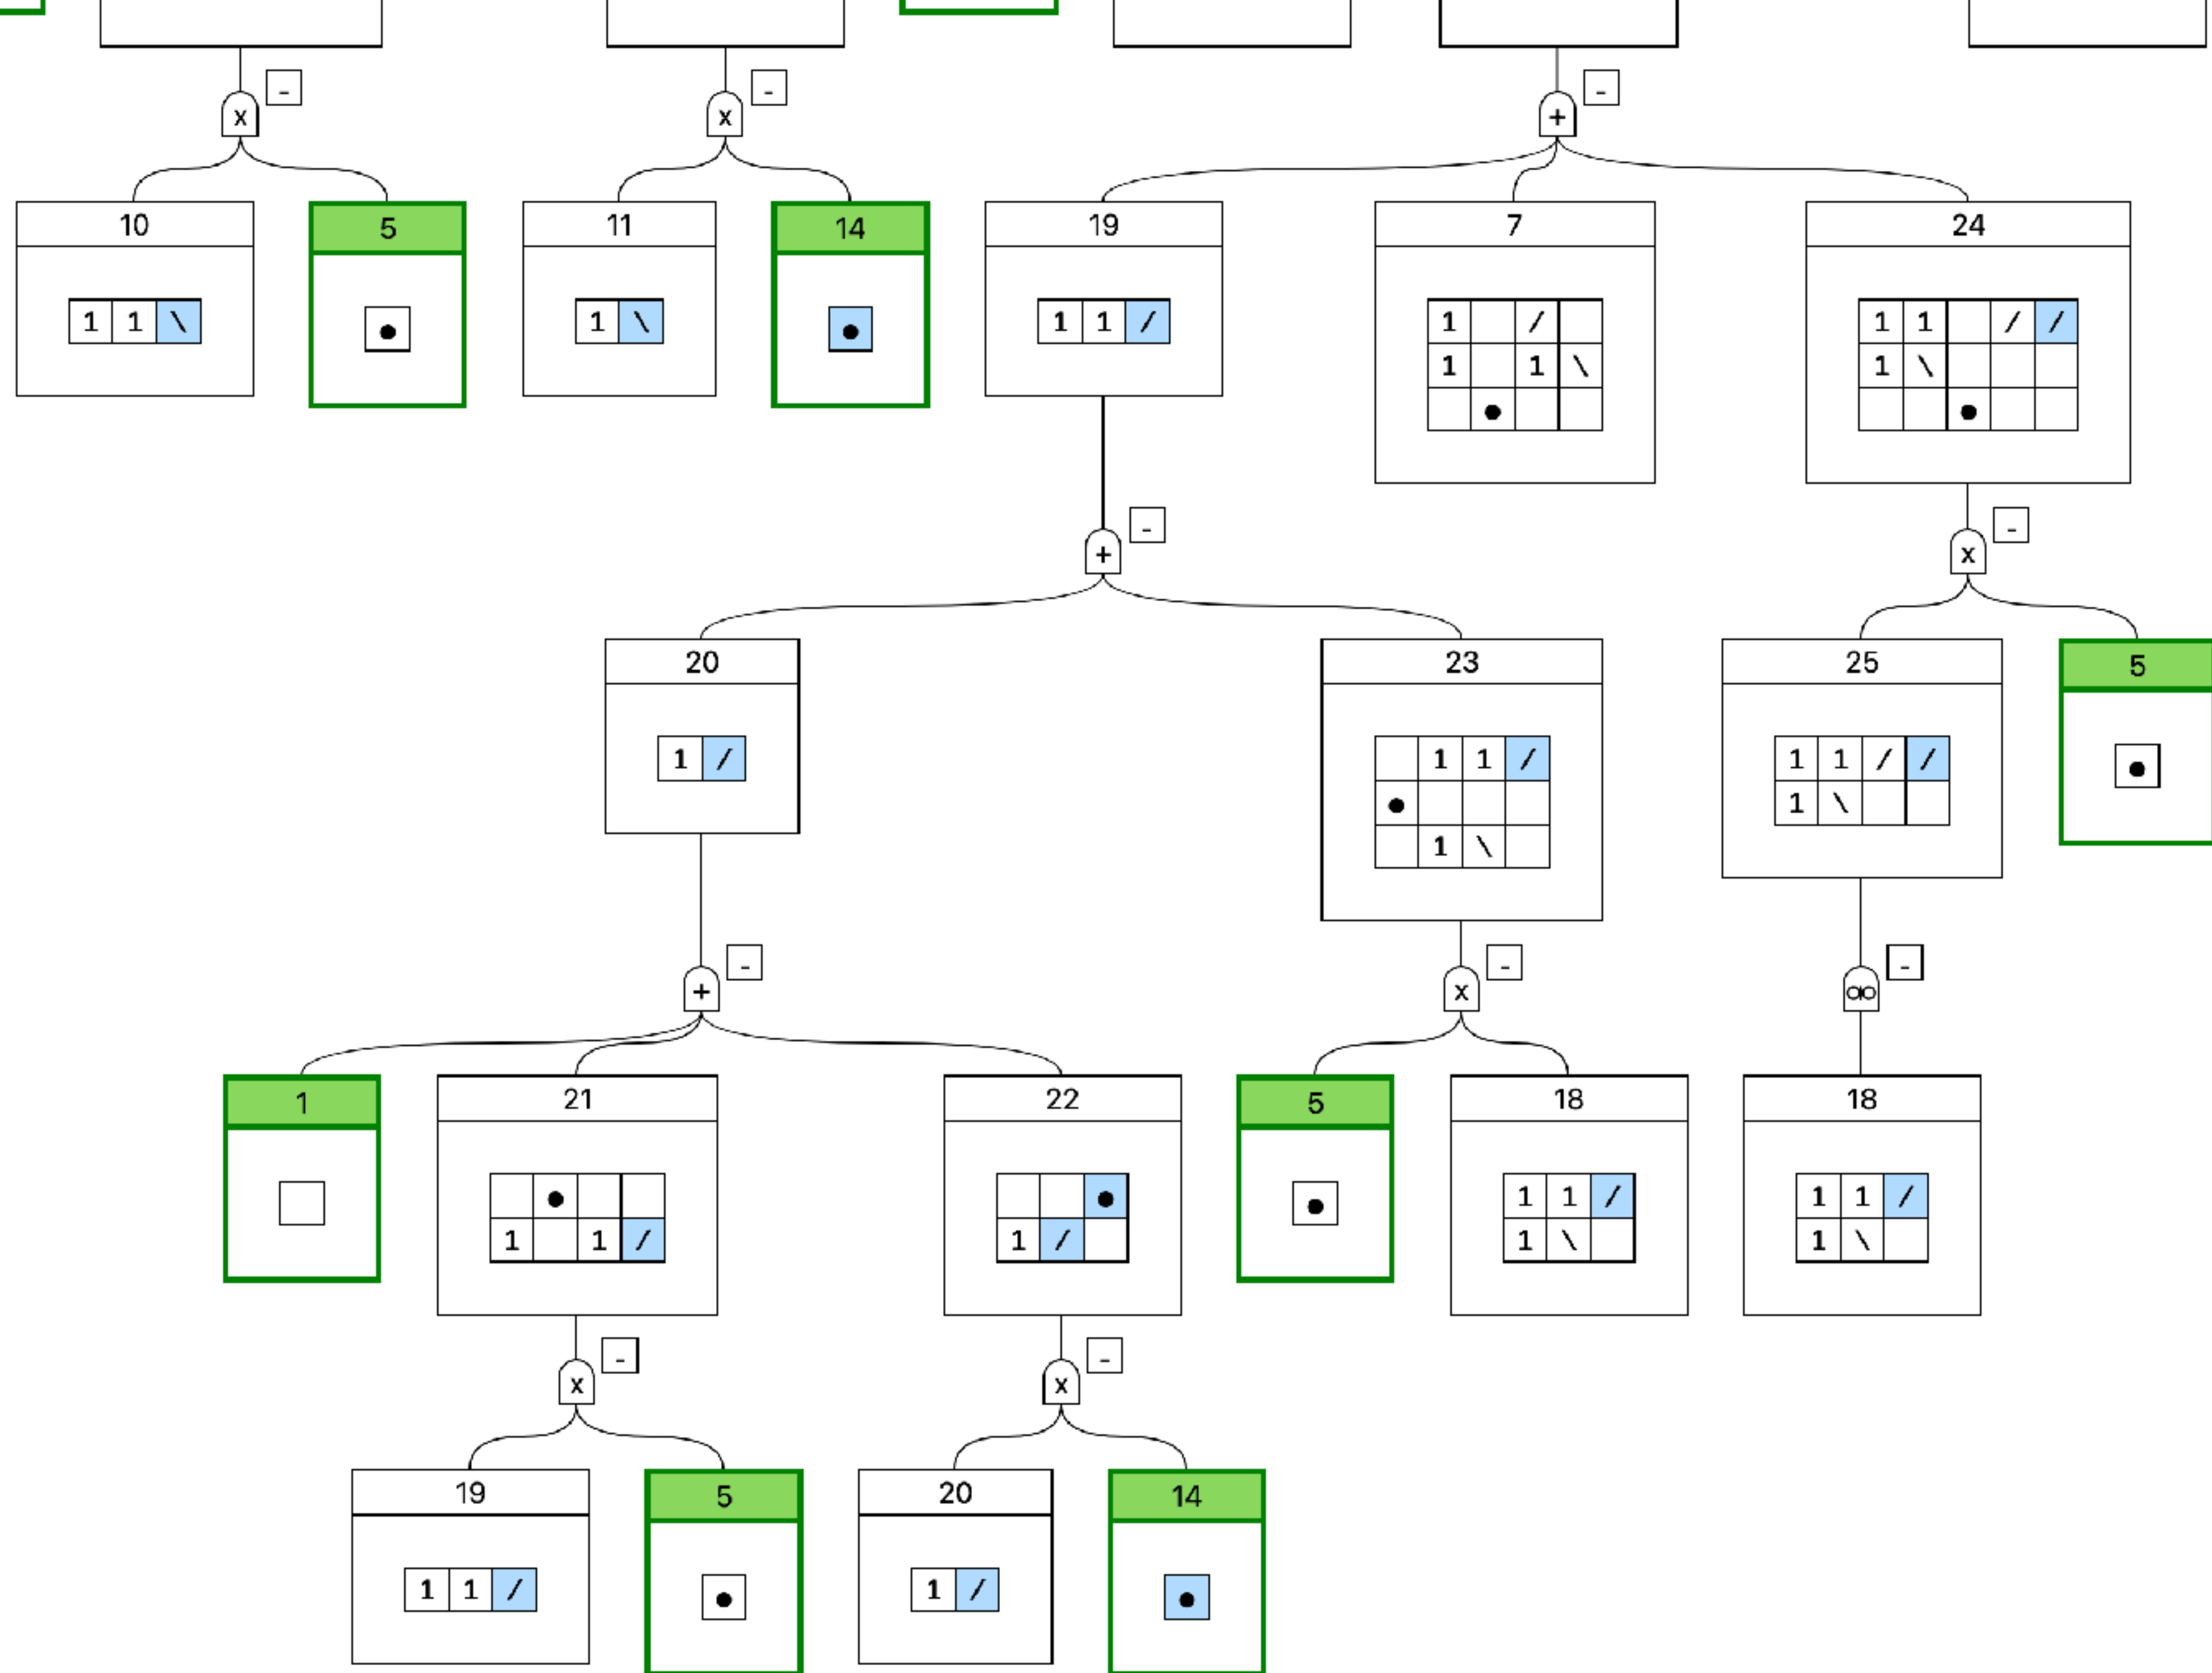 - - -
x x +
10 5 11 14 19 7 24
1 1 \ ● 1 \ ● 1 1 / 1 / 1 1 / /
1 1 \ 1 \
● ●
- -
+ x
20 23 25 5
1 / 1 1 / 1 1 / / ●
● 1 \
1 \
- - -
+ x ꝏ
1 21 22 5 18 18
● ● ● 1 1 / 1 1 /
1 1 / 1 / 1 \ 1 \
- -
x x
19 5 20 14
1 1 / ● 1 / ●